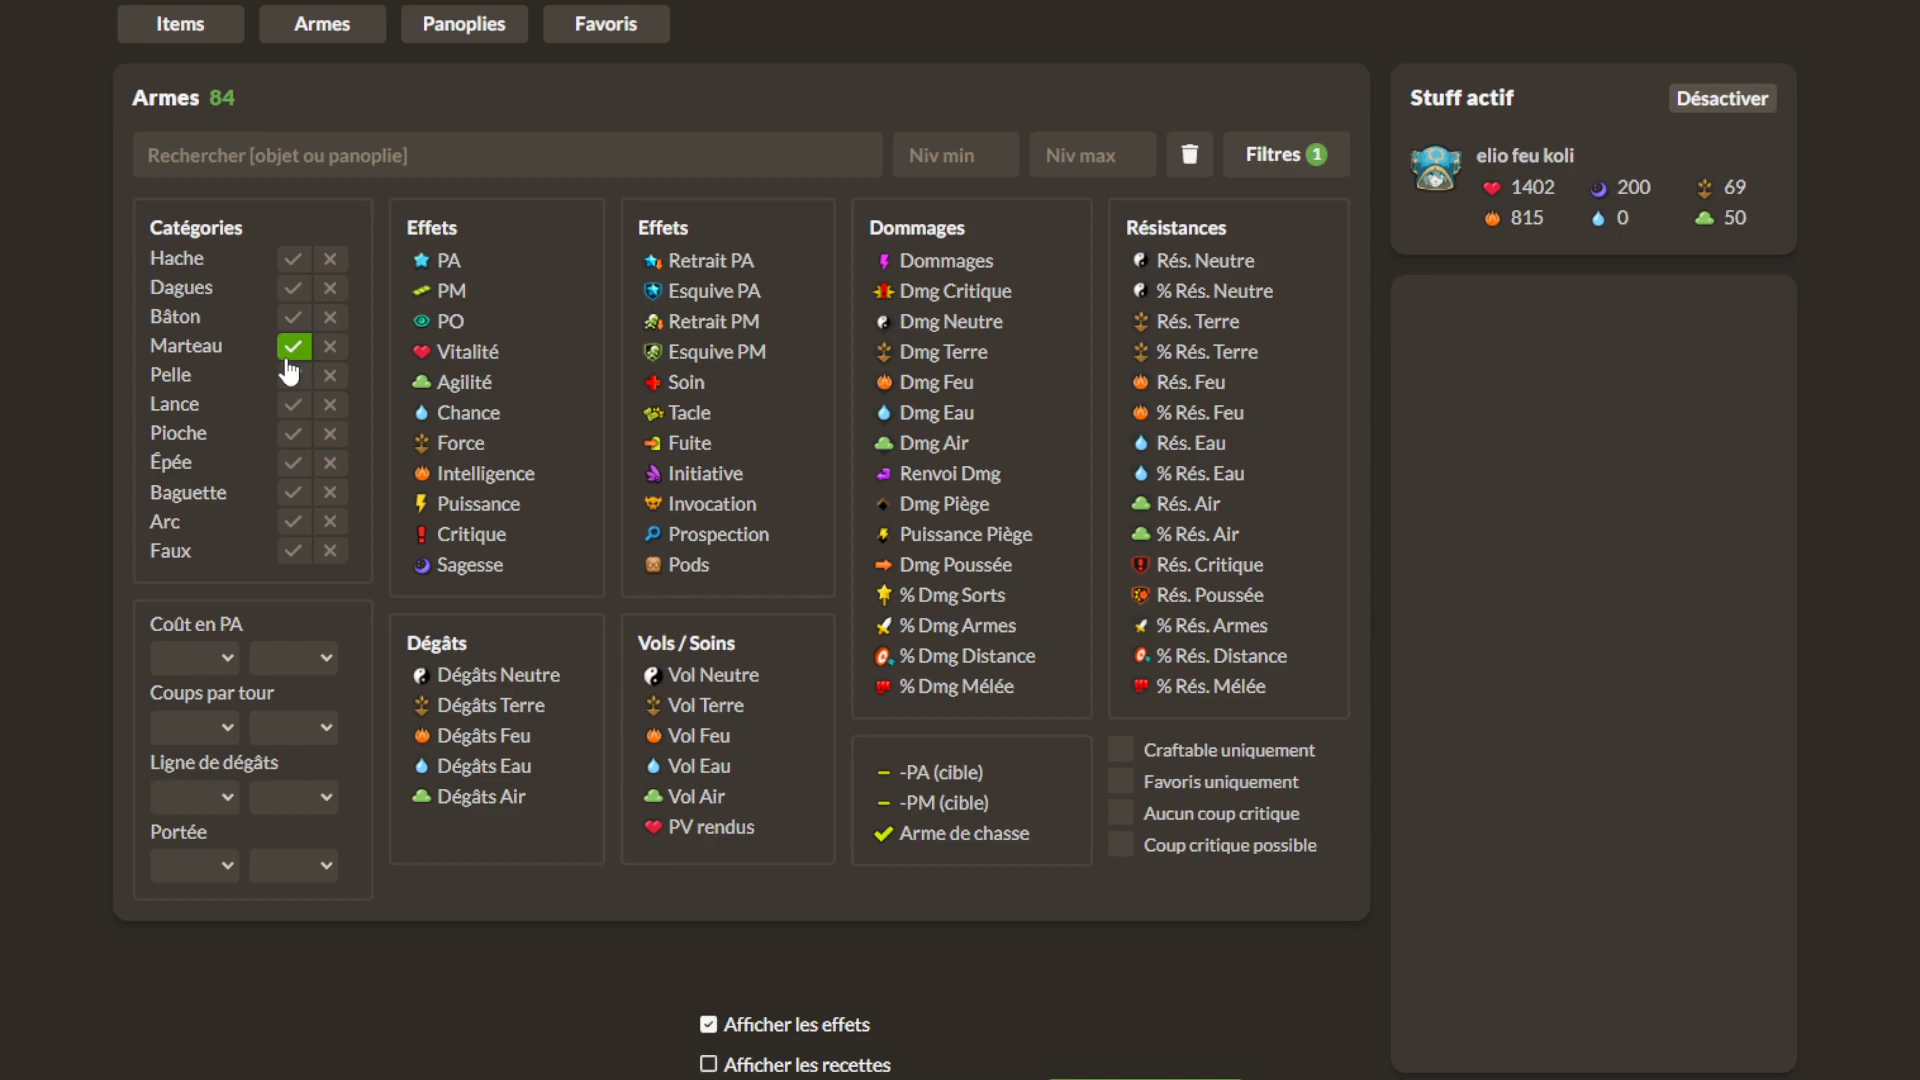 Items
Armes
Panoplies
Favoris
Armes 84
Rechercher [objet ou panoplie]
Niv min
Niv max
Filtres 1
Catégories
Hache
Dagues
Bâton
Marteau
Pelle
Lance
Pioche
Épée
Baguette
Arc
Faux
Coût en PA
Coups par tour
Ligne de dégâts
Portée
Effets
PA
PM
PO
Vitalité
Agilité
Chance
Force
Intelligence
Puissance
Critique
Sagesse
Dégâts
Dégâts Neutre
Dégâts Terre
Dégâts Feu
Dégâts Eau
Dégâts Air
Effets
Retrait PA
Esquive PA
Retrait PM
Esquive PM
Soin
Tacle
Fuite
Initiative
Invocation
Prospection
Pods
Vols / Soins
Vol Neutre
Vol Terre
Vol Feu
Vol Eau
Vol Air
PV rendus
Dommages
Dommages
Dmg Critique
Dmg Neutre
Dmg Terre
Dmg Feu
Dmg Eau
Dmg Air
Renvoi Dmg
Dmg Piège
Puissance Piège
Dmg Poussée
% Dmg Sorts
% Dmg Armes
% Dmg Distance
% Dmg Mélée
-PA (cible)
-PM (cible)
Arme de chasse
Résistances
Rés. Neutre
% Rés. Neutre
Rés. Terre
% Rés. Terre
Rés. Feu
% Rés. Feu
Rés. Eau
% Rés. Eau
Rés. Air
% Rés. Air
Rés. Critique
Rés. Poussée
% Rés. Armes
% Rés. Distance
% Rés. Mélée
Craftable uniquement
Favoris uniquement
Aucun coup critique
Coup critique possible
Afficher les effets
Afficher les recettes
Stuff actif
Désactiver
elio feu koli
1402 200 69
815 0 50